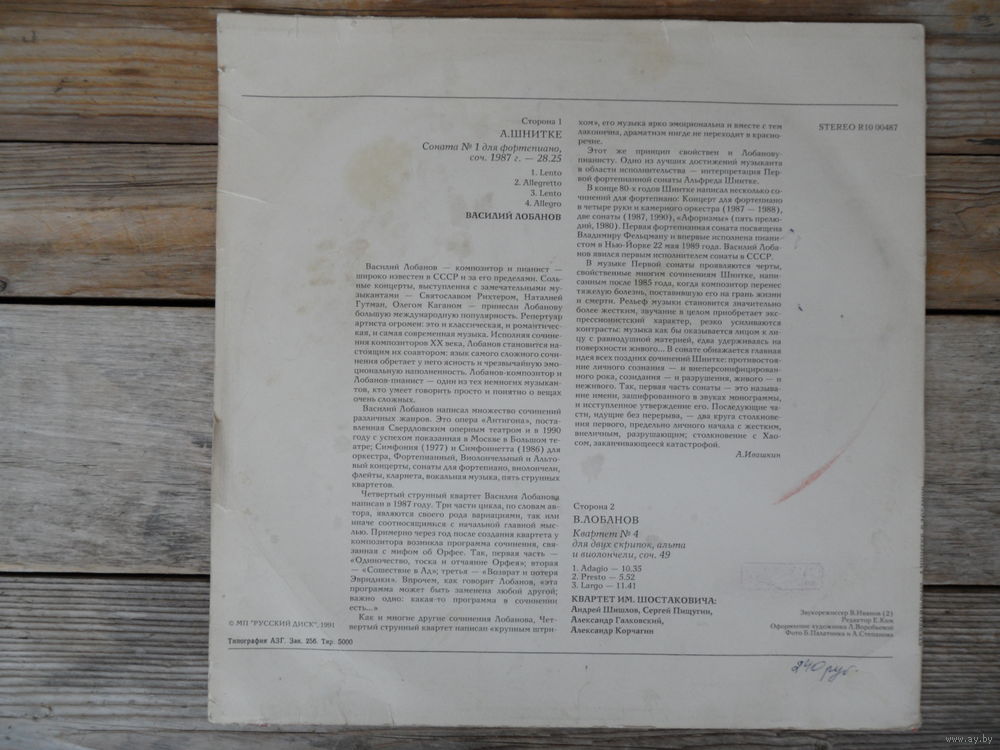 Сторона 1
А.ШНИТКЕ
Соната № 1 для фортепиано,
соч. 1987 г. — 28.25
1. Lento
2. Allegretto
3. Lento
4. Allegro
ВАСИЛИЙ ЛОБАНОВ
Василий Лобанов — композитор и пианист —
широко известен в СССР и за его пределами. Соль-
ные концерты, выступления с замечательными му-
зыкантами — Святославом Рихтером, Наталией
Гутман, Олегом Каганом — принесли Лобанову
большую международную популярность. Репертуар
артиста огромен: это и классическая, и романтичес-
кая, и самая современная музыка. Исполняя сочине-
ния композиторов XX века, Лобанов становится на-
стоящим их соавтором: язык самого сложного сочи-
нения обретает у него ясность и чрезвычайную эмо-
циональную наполненность. Лобанов-композитор и
Лобанов-пианист — один из тех немногих музыкан-
тов, кто умеет говорить просто и понятно о вещах
очень сложных.
Василий Лобанов написал множество сочинений
различных жанров. Это опера «Антигона», поста-
вленная Свердловским оперным театром и в 1990
году с успехом показанная в Москве в Большом те-
атре; Симфония (1977) и Симфониетта (1986) для
оркестра, Фортепианный, Виолончельный и Альто-
вый концерты, сонаты для фортепиано, виолончели,
флейты, кларнета, вокальная музыка, пять струнных
квартетов.
Четвертый струнный квартет Василия Лобанова
написан в 1987 году. Три части цикла, по словам ав-
тора, являются своего рода вариациями, так или
иначе соотносящимися с начальной главной мыс-
лью. Примерно через год после создания квартета у
композитора возникла программа сочинения, свя-
занная с мифом об Орфее. Так, первая часть —
«Одиночество, тоска и отчаяние Орфея»; вторая
— «Сошествие в Ад»; третья — «Возврат и потеря
Эвридики». Впрочем, как говорит Лобанов, «эта
программа может быть заменена любой другой;
важно одно: какая-то программа в сочинении
есть...»
Как и многие другие сочинения Лобанова, Чет-
вертый струнный квартет написан «крупным штри-
хом», его музыка ярко эмоциональна и вместе с тем
лаконична, драматизм нигде не переходит в красно-
речие.
Этот же принцип свойствен и Лобанову-
пианисту. Одно из лучших достижений музыканта
в области исполнительства — интерпретация Пер-
вой фортепианной сонаты Альфреда Шнитке.
В конце 80-х годов Шнитке написал несколько со-
чинений для фортепиано: Концерт для фортепиано
в четыре руки и камерного оркестра (1987 — 1988),
две сонаты (1987, 1990), «Афоризмы» (пять прелю-
дий, 1980). Первая фортепианная соната посвящена
Владимиру Фельцману и впервые исполнена пиани-
стом в Нью-Йорке 22 мая 1989 года. Василий Лоба-
нов явился первым исполнителем сонаты в СССР.
В музыке Первой сонаты проявляются черты,
свойственные многим сочинениям Шнитке, напи-
санным после 1985 года, когда композитор перенес
тяжелую болезнь, поставившую его на грань жизни
и смерти. Рельеф музыки становится значительно
более жестким, звучание в целом приобретает экс-
прессионистский характер, резко усиливаются
контрасты: музыка как бы оказывается лицом к ли-
цу с равнодушной материей, едва удерживаясь на
поверхности живого... В сонате обнажается главная
идея всех поздних сочинений Шнитке: противостоя-
ние личного сознания — и внеперсонифицированн-
ого рока, созидания — и разрушения, живого — и
неживого. Так, первая часть сонаты — это называ-
ние имени, зашифрованного в звуках монограммы,
и исступленное утверждение его. Последующие ча-
сти, идущие без перерыва, — два круга столкнове-
ния первого, предельно личного начала с жестким,
внеличным, разрушающим; столкновение с Хао-
сом, заканчивающееся катастрофой.
А.Ивашкин
STEREO R10 00487
Сторона 2
В.ЛОБАНОВ
Квартет № 4
для двух скрипок, альта
и виолончели, соч. 49
1. Adagio — 10.35
2. Presto — 5.52
3. Largo — 11.41
КВАРТЕТ ИМ. ШОСТАКОВИЧА:
Андрей Шишлов, Сергей Пищугин,
Александр Галковский,
Александр Корчагин
Звукорежиссер В.Иванов (2)
Редактор Е.Ким
Оформление художника Л.Воробьевой
Фото Б.Палатника и А.Степанова
© МП "РУССКИЙ ДИСК", 1991
Типография АЗГ. Зак. 256. Тир. 5000
240 руб.
www.ay.by